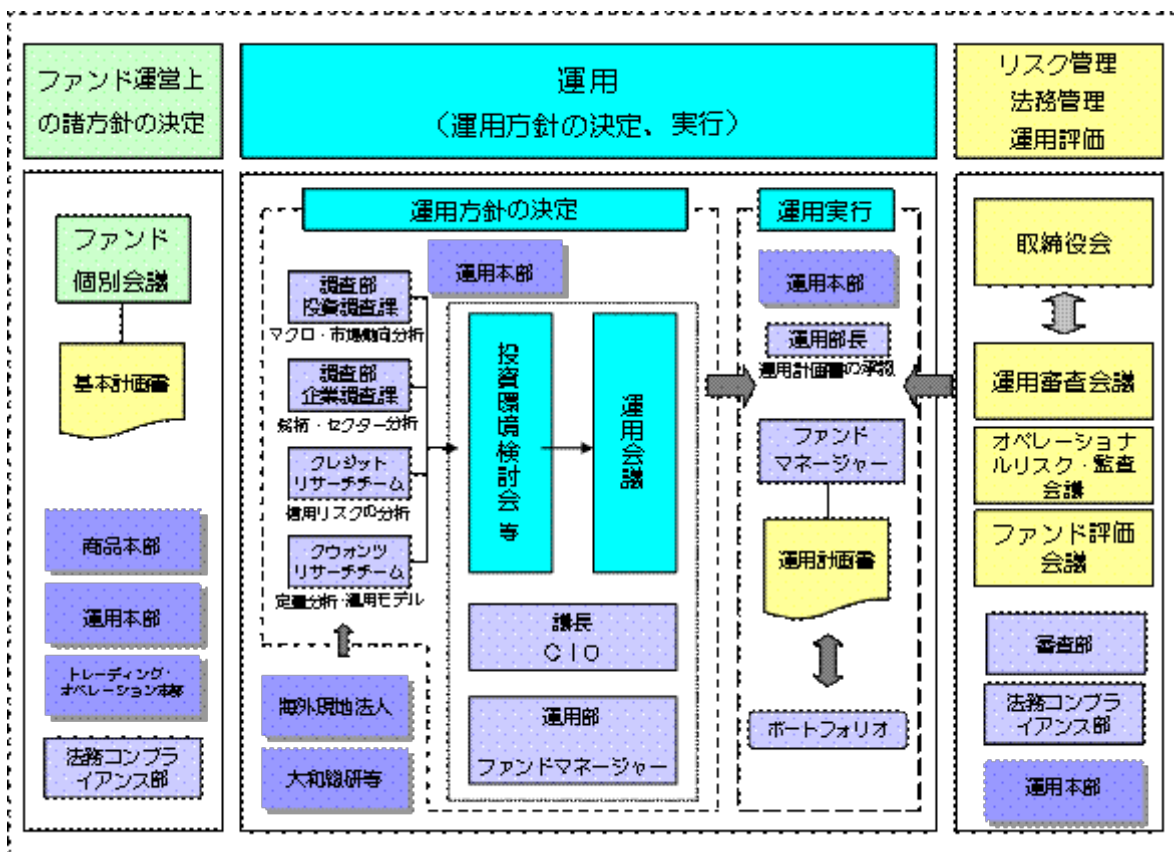 ファンド運営上
の諸方針の決定
運用
(運用方針の決定、実行)
リスク管理
法務管理
運用評価
ファンド
個別会議
基本計画書
商品本部
運用本部
トレーディング・
オペレーション本部
法務コンプラ
イアンス部
運用方針の決定
運用本部
調査部
投資調査課
マクロ・市場動向分析
調査部
企業調査課
銘柄・セクター分析
クレジット
リサーチチーム
信用リスクの分析
クウォンツ
リサーチチーム
定量分析・運用モデル
海外現地法人
大和総研等
投資環境検討会 等
運用会議
議長
CIO
運用部
ファンドマネージャー
運用実行
運用本部
運用部長
運用計画書の承認
ファンド
マネージャー
運用計画書
ポートフォリオ
取締役会
運用審査会議
オペレーショナ
ルリスク・監査
会議
ファンド評価
会議
審査部
法務コンプラ
イアンス部
運用本部